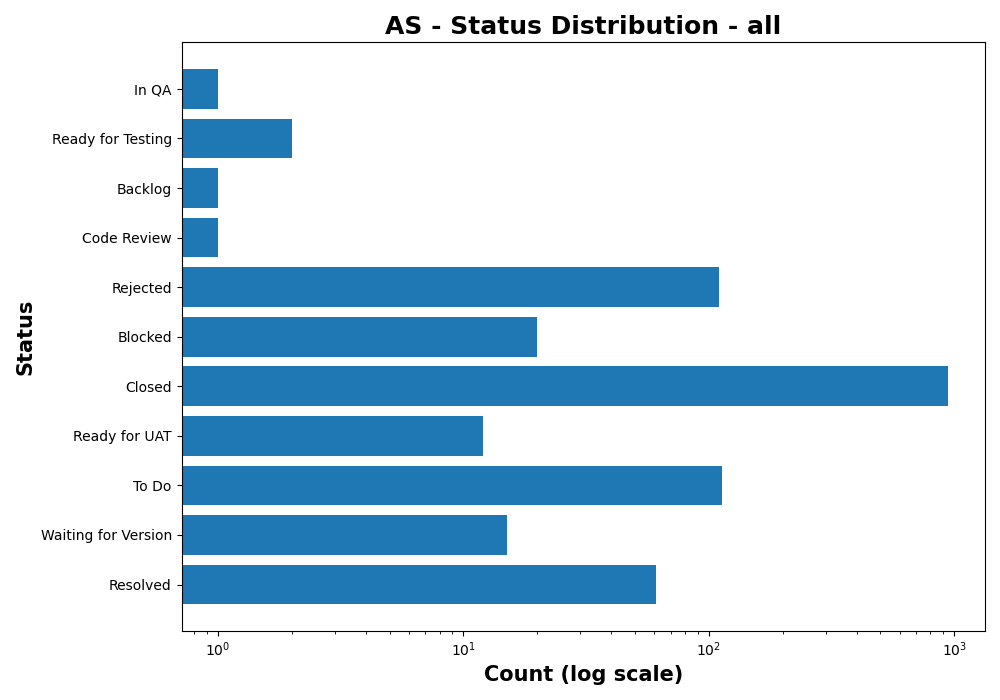 AS - Status Distribution - all
In QA
Ready for Testing
Backlog
Code Review
Rejected
Blocked
Closed
Ready for UAT
To Do
Waiting for Version
Resolved
Status
10⁰ 10¹ 10² 10³
Count (log scale)